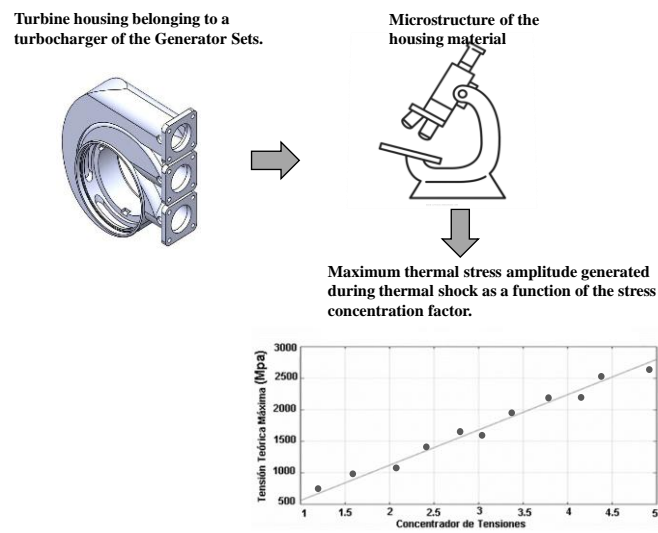 Turbine housing belonging to a
turbocharger of the Generator Sets.
Microstructure of the
housing material
Maximum thermal stress amplitude generated
during thermal shock as a function of the stress
concentration factor.
3000
2500
2000
1500
1000
500
Tensión Teórica Máxima (Mpa)
1 1.5 2 2.5 3 3.5 4 4.5 5
Concentrador de Tensiones